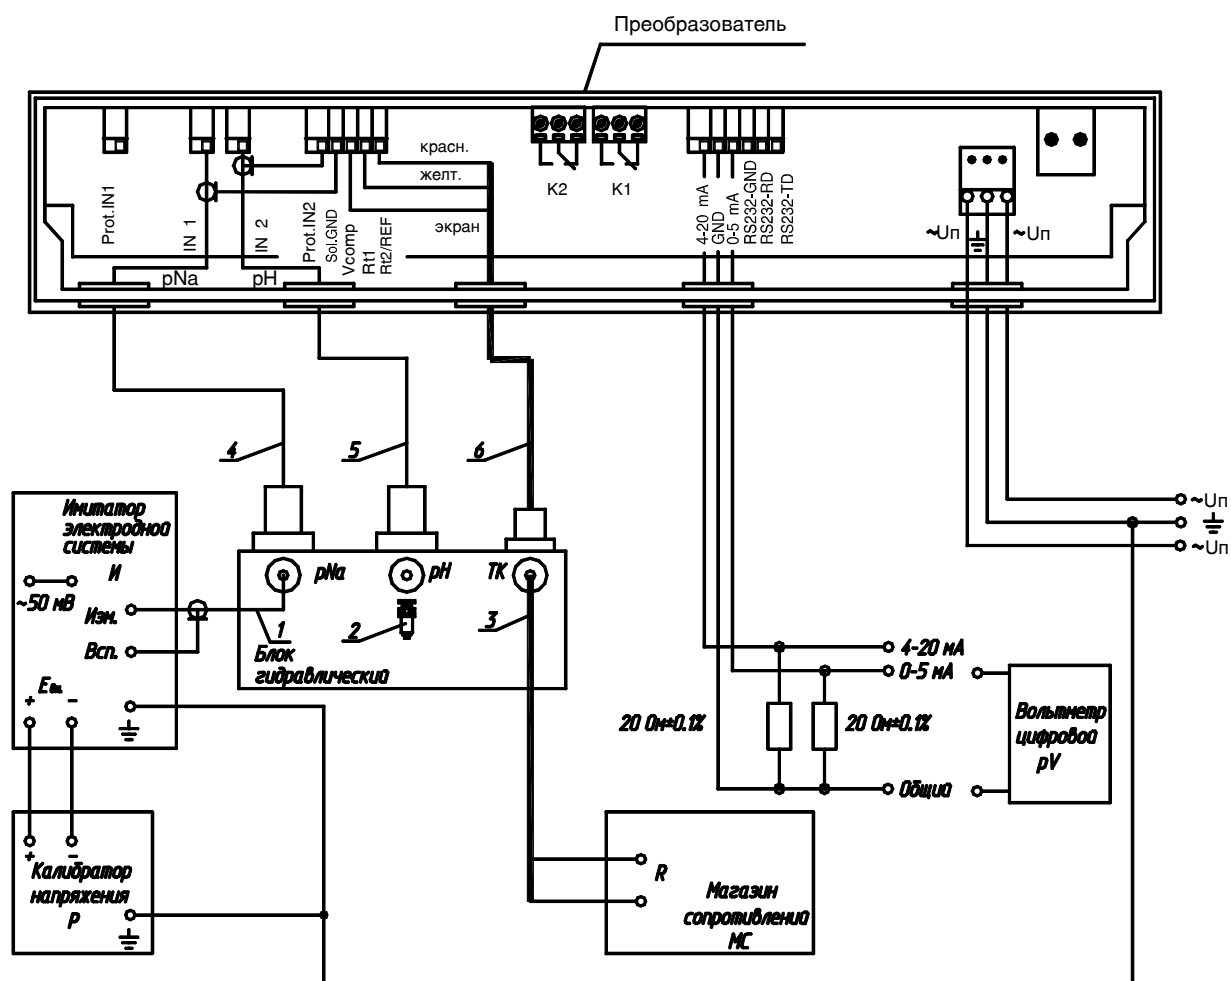 Преобразователь
красн.
желт.
экран
K2
K1
Prot.IN1
IN 1
IN 2
Prot.IN2
Sol.GND
Vcomp
Rt1
Rt2/REF
4-20 mA
GND
0-5 mA
RS232-GND
RS232-RD
RS232-TD
~Uп
~Uп
pNa
pH
4
5
6
~Uп
~Uп
Имитатор
электродной
системы
И
~50 мВ
Изм.
Всп.
+
-
pNa
pH
ТК
1
2
3
Блок
гидравлический
4-20 мА
0-5 мА
20 Ом±0.1%
20 Ом±0.1%
Общий
Вольтметр
цифровой
pV
+
-
Калибратор
напряжения
Р
R
Магазин
сопротивлений
МС